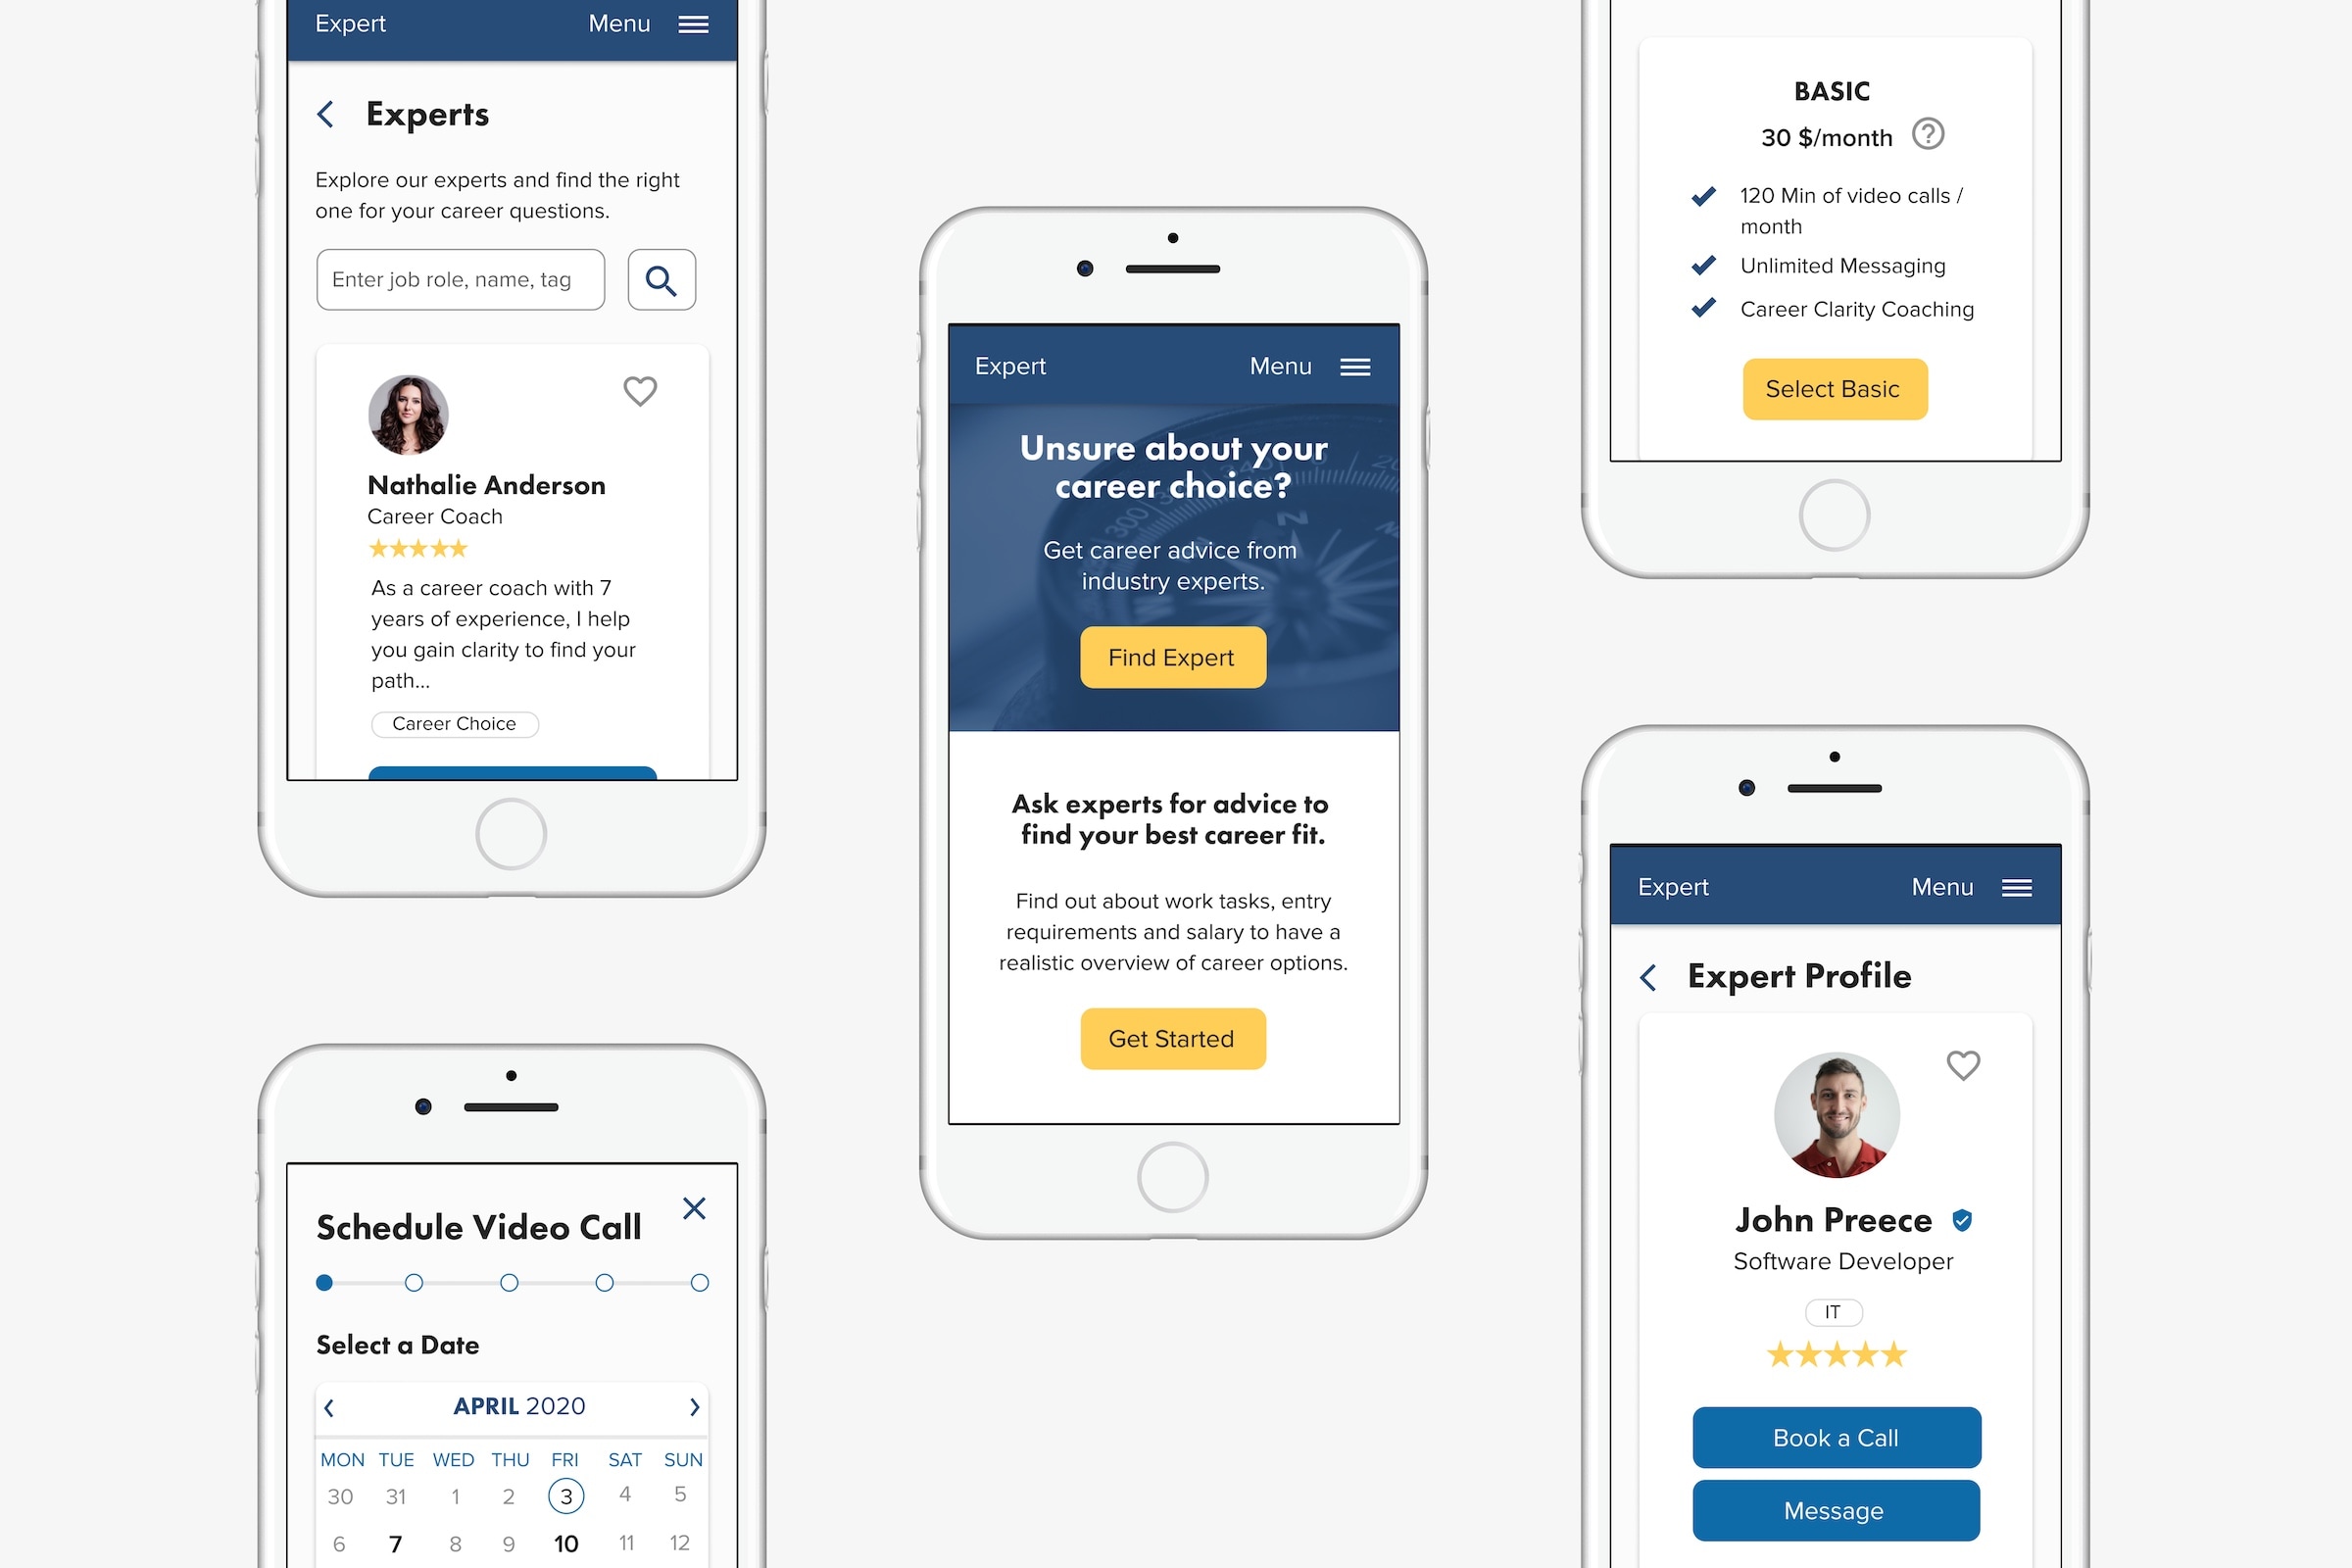 Expert Menu
Experts
Explore our experts and find the right
one for your career questions.
Enter job role, name, tag
Nathalie Anderson
Career Coach
As a career coach with 7
years of experience, I help
you gain clarity to find your
path...
Career Choice
Schedule Video Call
Select a Date
APRIL 2020
MON TUE WED THU FRI SAT SUN
30 31 1 2 3 4 5
6 7 8 9 10 11 12
Expert Menu
Unsure about your
career choice?
Get career advice from
industry experts.
Find Expert
300
340
0
20
N
Ask experts for advice to
find your best career fit.
Find out about work tasks, entry
requirements and salary to have a
realistic overview of career options.
Get Started
BASIC
30 $/month ?
120 Min of video calls /
month
Unlimited Messaging
Career Clarity Coaching
Select Basic
Expert Menu
Expert Profile
John Preece
Software Developer
IT
Book a Call
Message